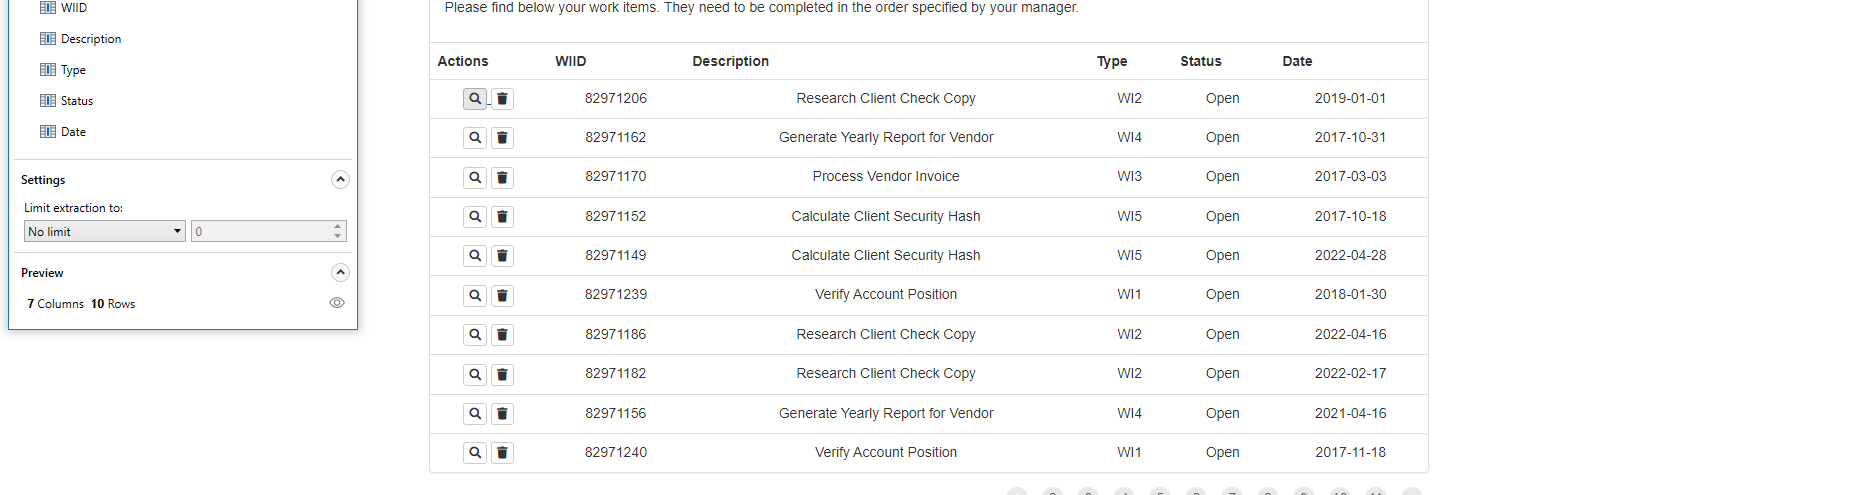 WIID
Description
Type
Status
Date
Settings
Limit extraction to:
No limit 0
Preview
7 Columns 10 Rows
Please find below your work items. They need to be completed in the order specified by your manager.
Actions WIID Description Type Status Date
82971206 Research Client Check Copy WI2 Open 2019-01-01
82971162 Generate Yearly Report for Vendor WI4 Open 2017-10-31
82971170 Process Vendor Invoice WI3 Open 2017-03-03
82971152 Calculate Client Security Hash WI5 Open 2017-10-18
82971149 Calculate Client Security Hash WI5 Open 2022-04-28
82971239 Verify Account Position WI1 Open 2018-01-30
82971186 Research Client Check Copy WI2 Open 2022-04-16
82971182 Research Client Check Copy WI2 Open 2022-02-17
82971156 Generate Yearly Report for Vendor WI4 Open 2021-04-16
82971240 Verify Account Position WI1 Open 2017-11-18